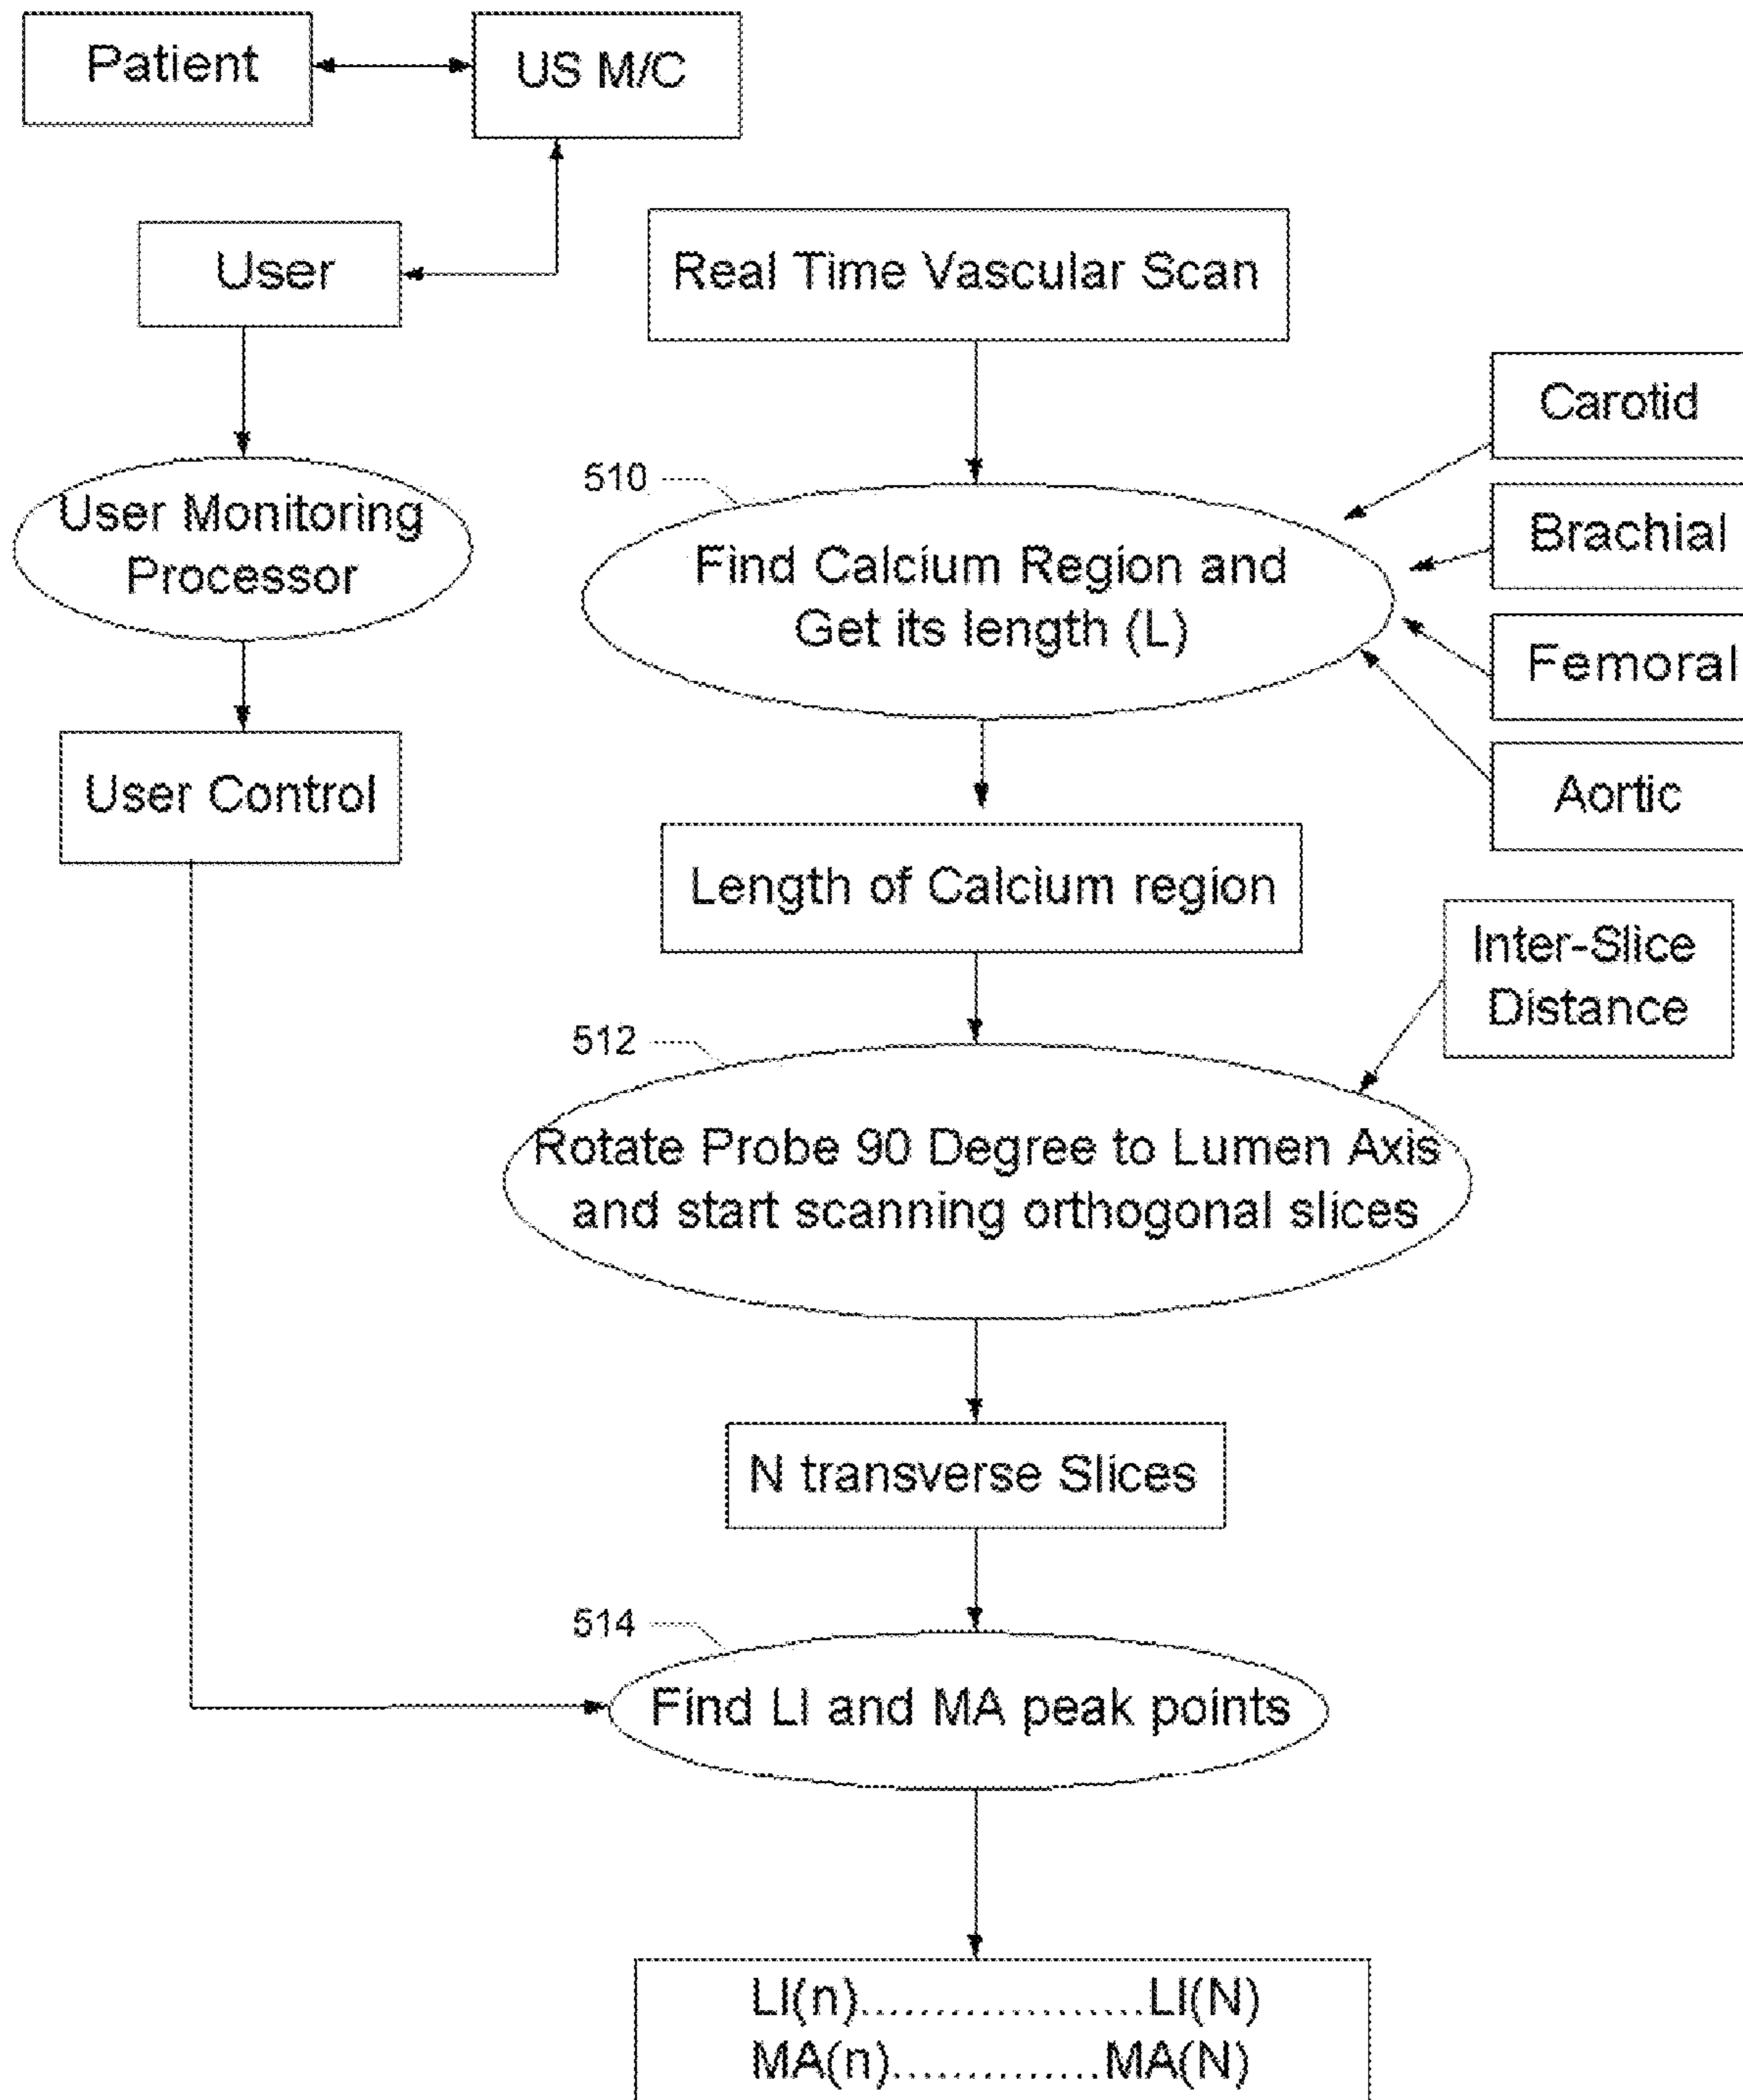 Patient
US M/C
User
Real Time Vascular Scan
Carotid
510
User Monitoring
Processor
Brachial
Find Calcium Region and
Get its length (L)
Femoral
User Control
Aortic
Length of Calcium region
Inter-Slice
Distance
512
Rotate Probe 90 Degree to Lumen Axis
and start scanning orthogonal slices
N transverse Slices
514
Find LI and MA peak points
LI(n)...................LI(N)
MA(n)..............MA(N)